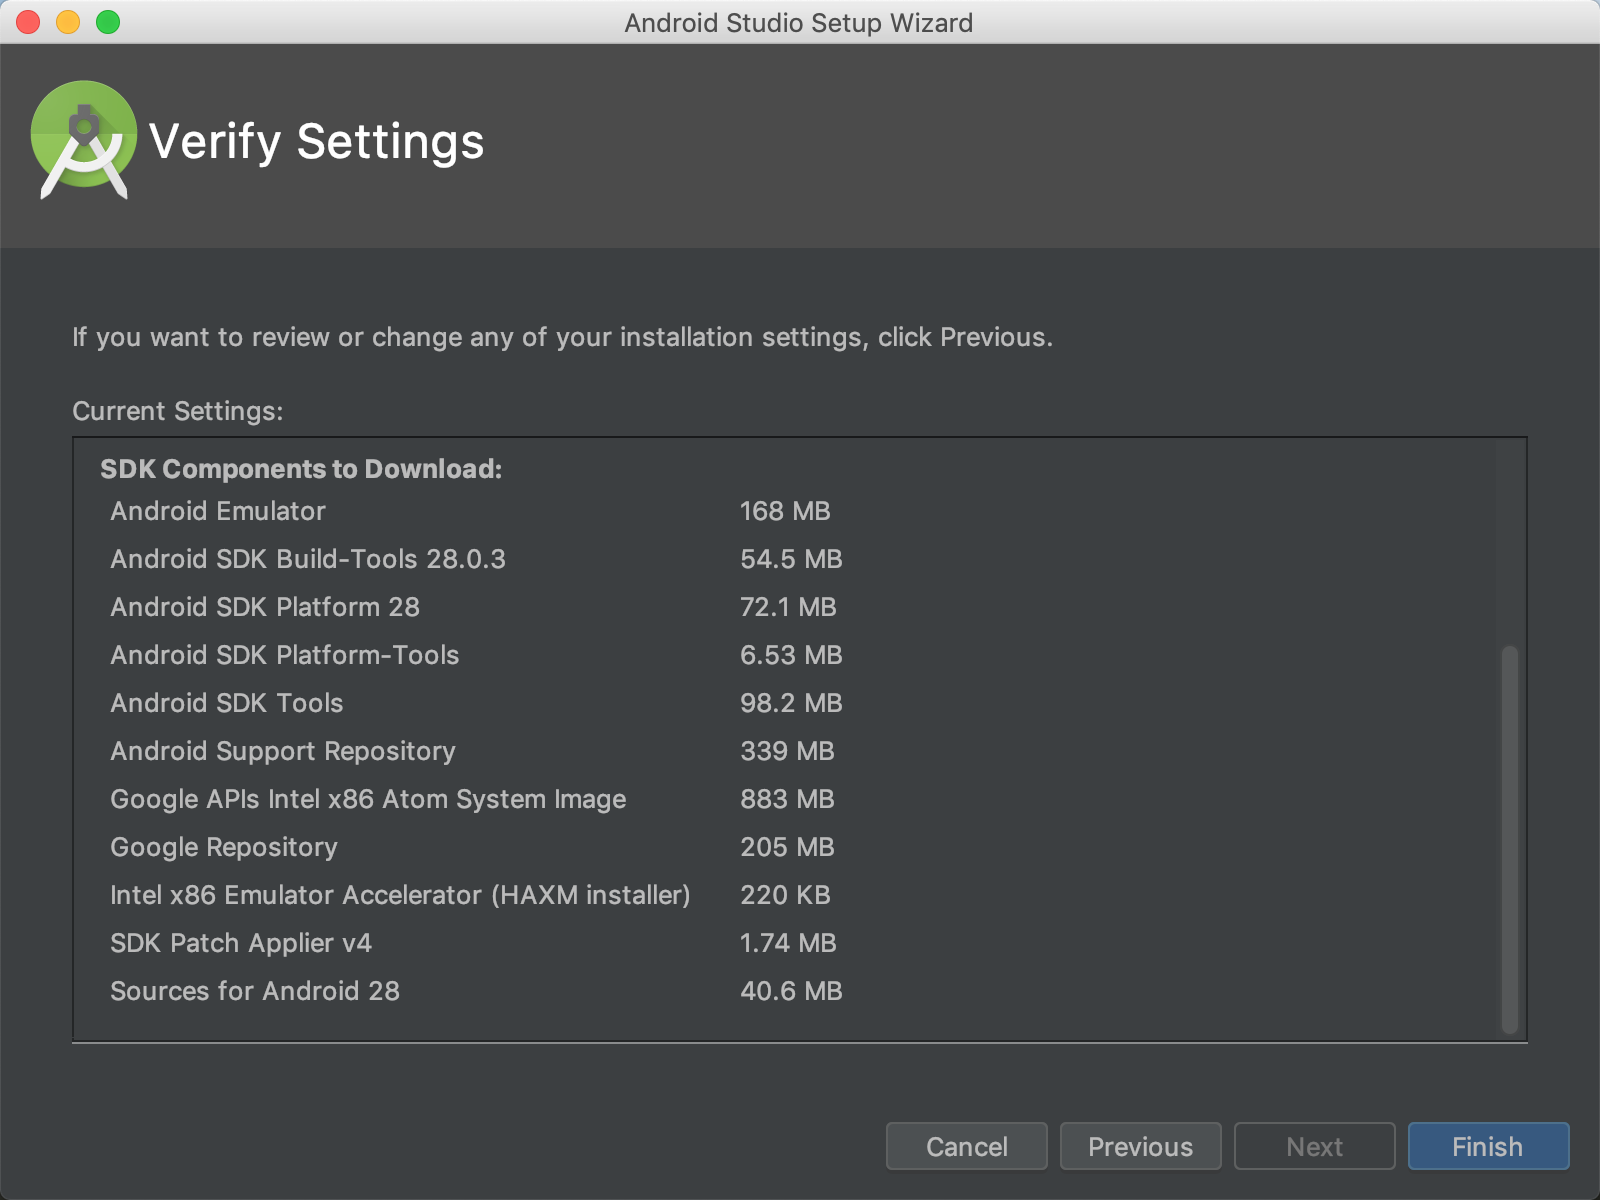 Android Studio Setup Wizard
Verify Settings
If you want to review or change any of your installation settings, click Previous.
Current Settings:
SDK Components to Download:
Android Emulator 168 MB
Android SDK Build-Tools 28.0.3 54.5 MB
Android SDK Platform 28 72.1 MB
Android SDK Platform-Tools 6.53 MB
Android SDK Tools 98.2 MB
Android Support Repository 339 MB
Google APIs Intel x86 Atom System Image 883 MB
Google Repository 205 MB
Intel x86 Emulator Accelerator (HAXM installer) 220 KB
SDK Patch Applier v4 1.74 MB
Sources for Android 28 40.6 MB
Cancel Previous Next Finish